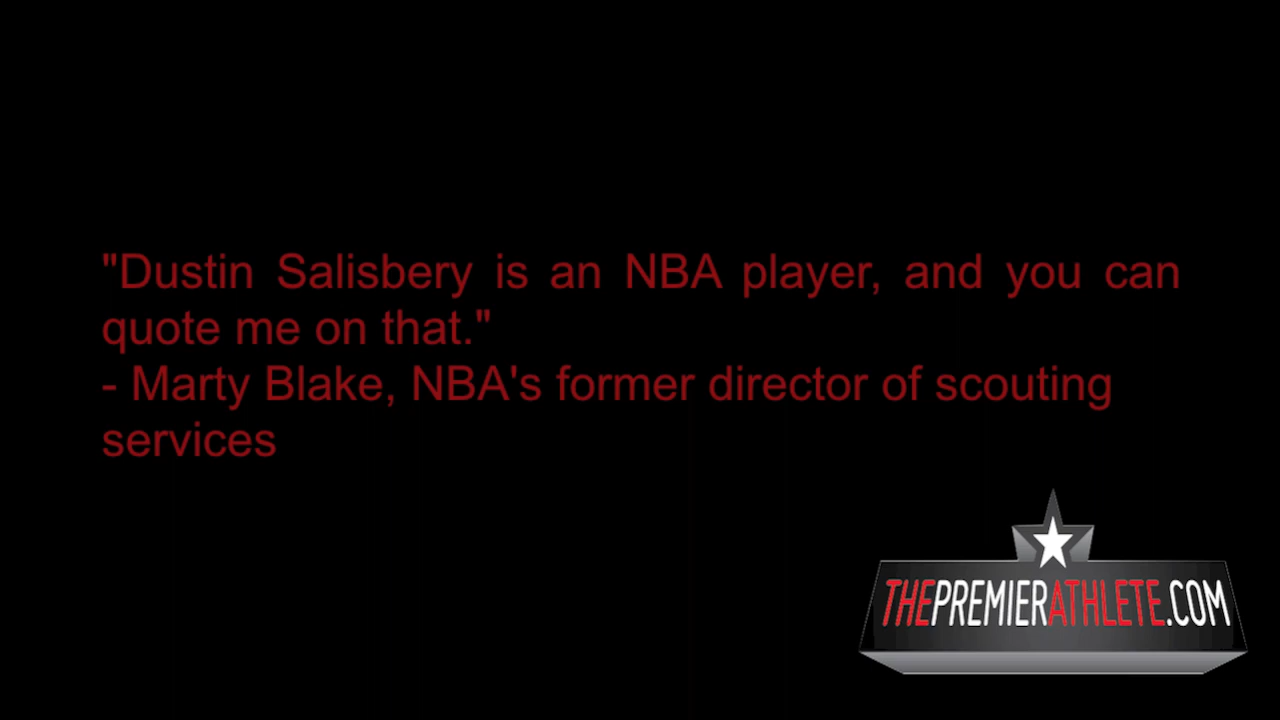 "Dustin Salisbery is an NBA player, and you can
quote me on that."
- Marty Blake, NBA's former director of scouting
services
THEPREMIERATHLETE.COM